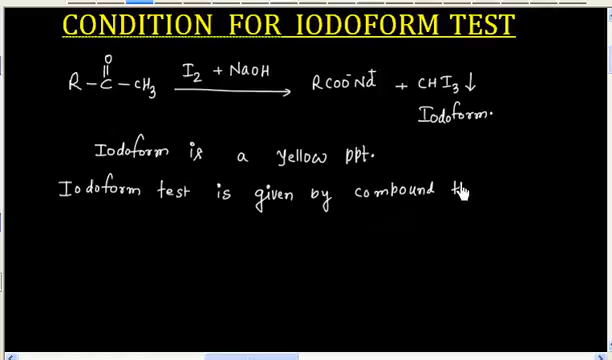 CONDITION FOR IODOFORM TEST
O
R-C-CH3 I2 + NaOH → RCOO⁻Na⁺ + CHI3 ↓
Iodoform.
Iodoform is a yellow ppt.
Iodoform test is given by compound